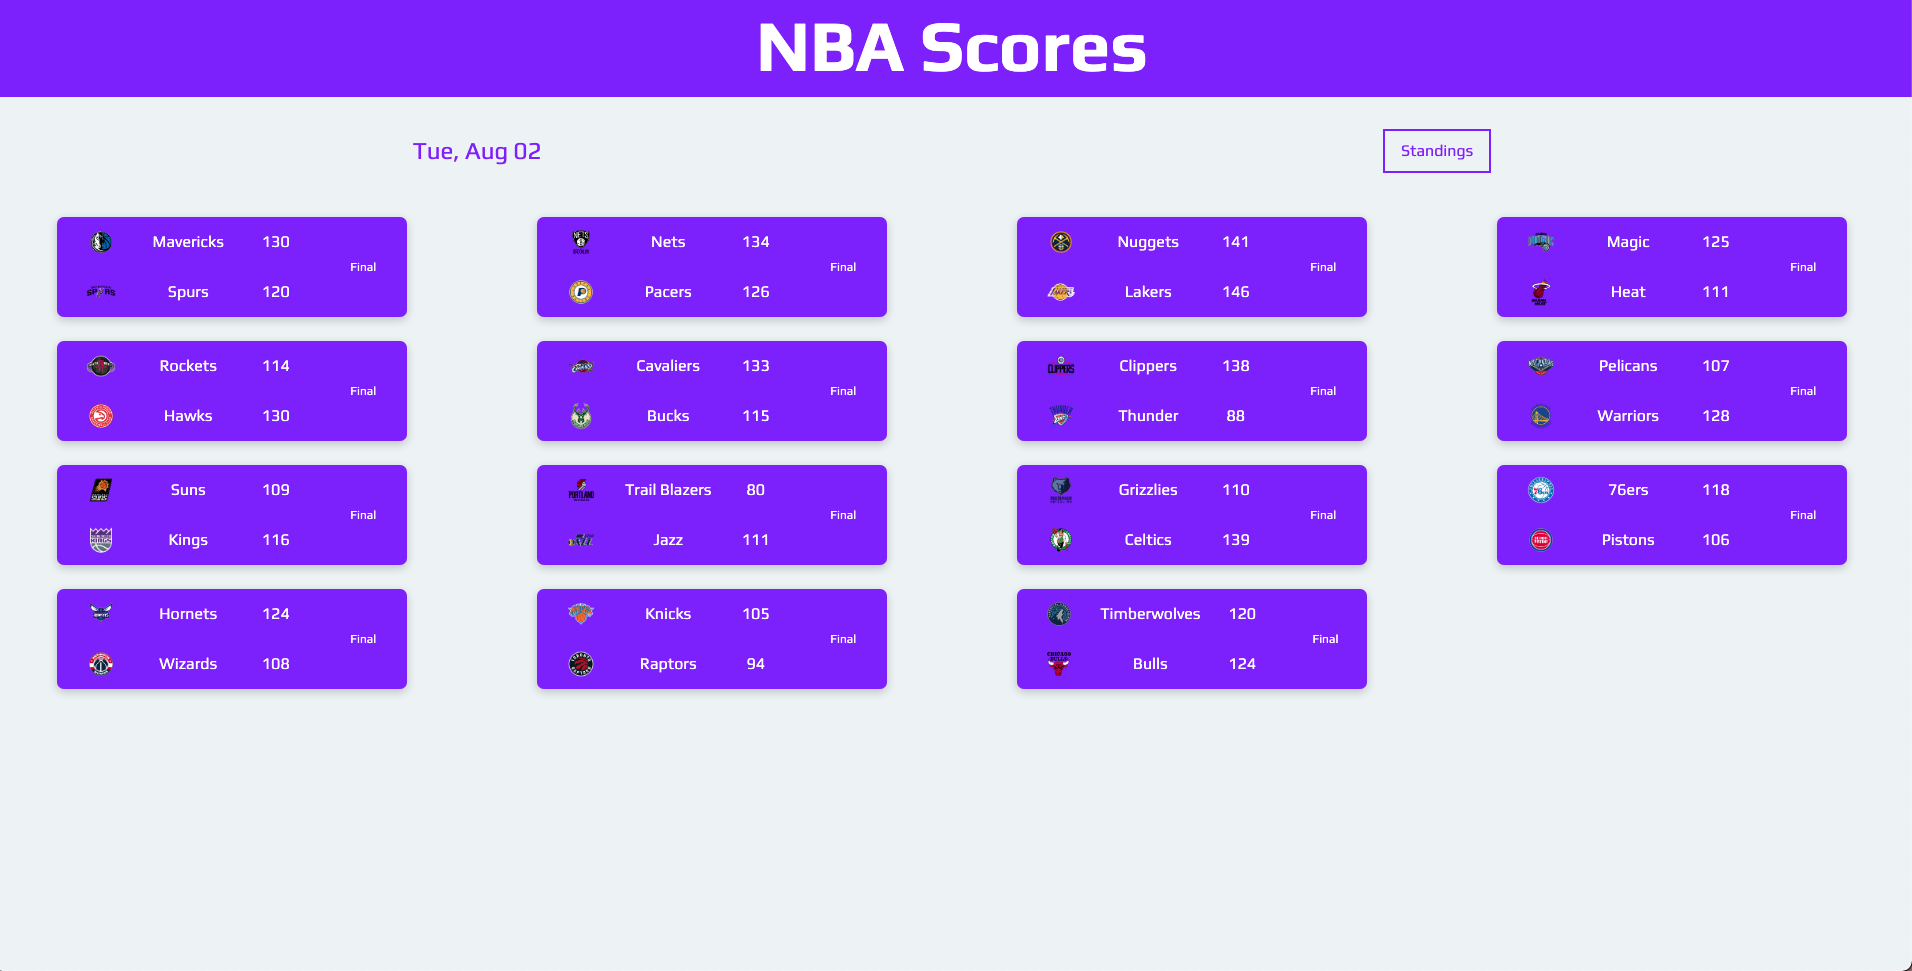 NBA Scores
Tue, Aug 02
Standings
Mavericks 130
Final
Spurs 120
Nets 134
Final
Pacers 126
Nuggets 141
Final
Lakers 146
Magic 125
Final
Heat 111
Rockets 114
Final
Hawks 130
Cavaliers 133
Final
Bucks 115
Clippers 138
Final
Thunder 88
Pelicans 107
Final
Warriors 128
Suns 109
Final
Kings 116
Trail Blazers 80
Final
Jazz 111
Grizzlies 110
Final
Celtics 139
76ers 118
Final
Pistons 106
Hornets 124
Final
Wizards 108
Knicks 105
Final
Raptors 94
Timberwolves 120
Final
Bulls 124